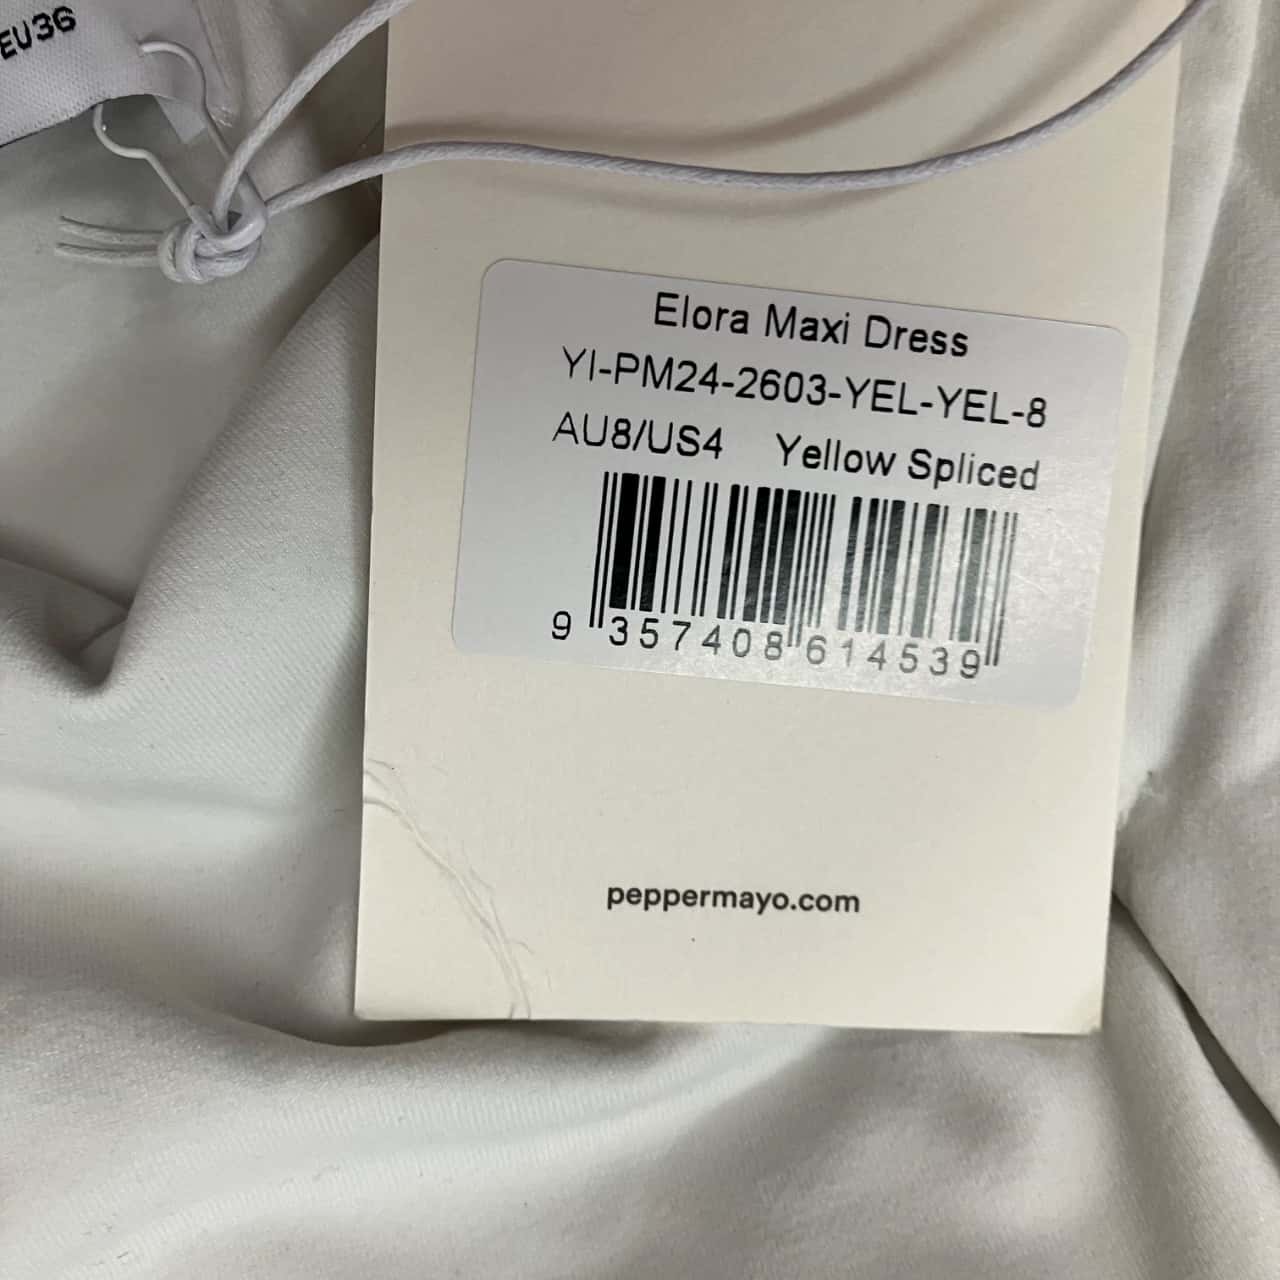 EU36
Elora Maxi Dress
YI-PM24-2603-YEL-YEL-8
AU8/US4 Yellow Spliced
9 357408 614539
peppermayo.com